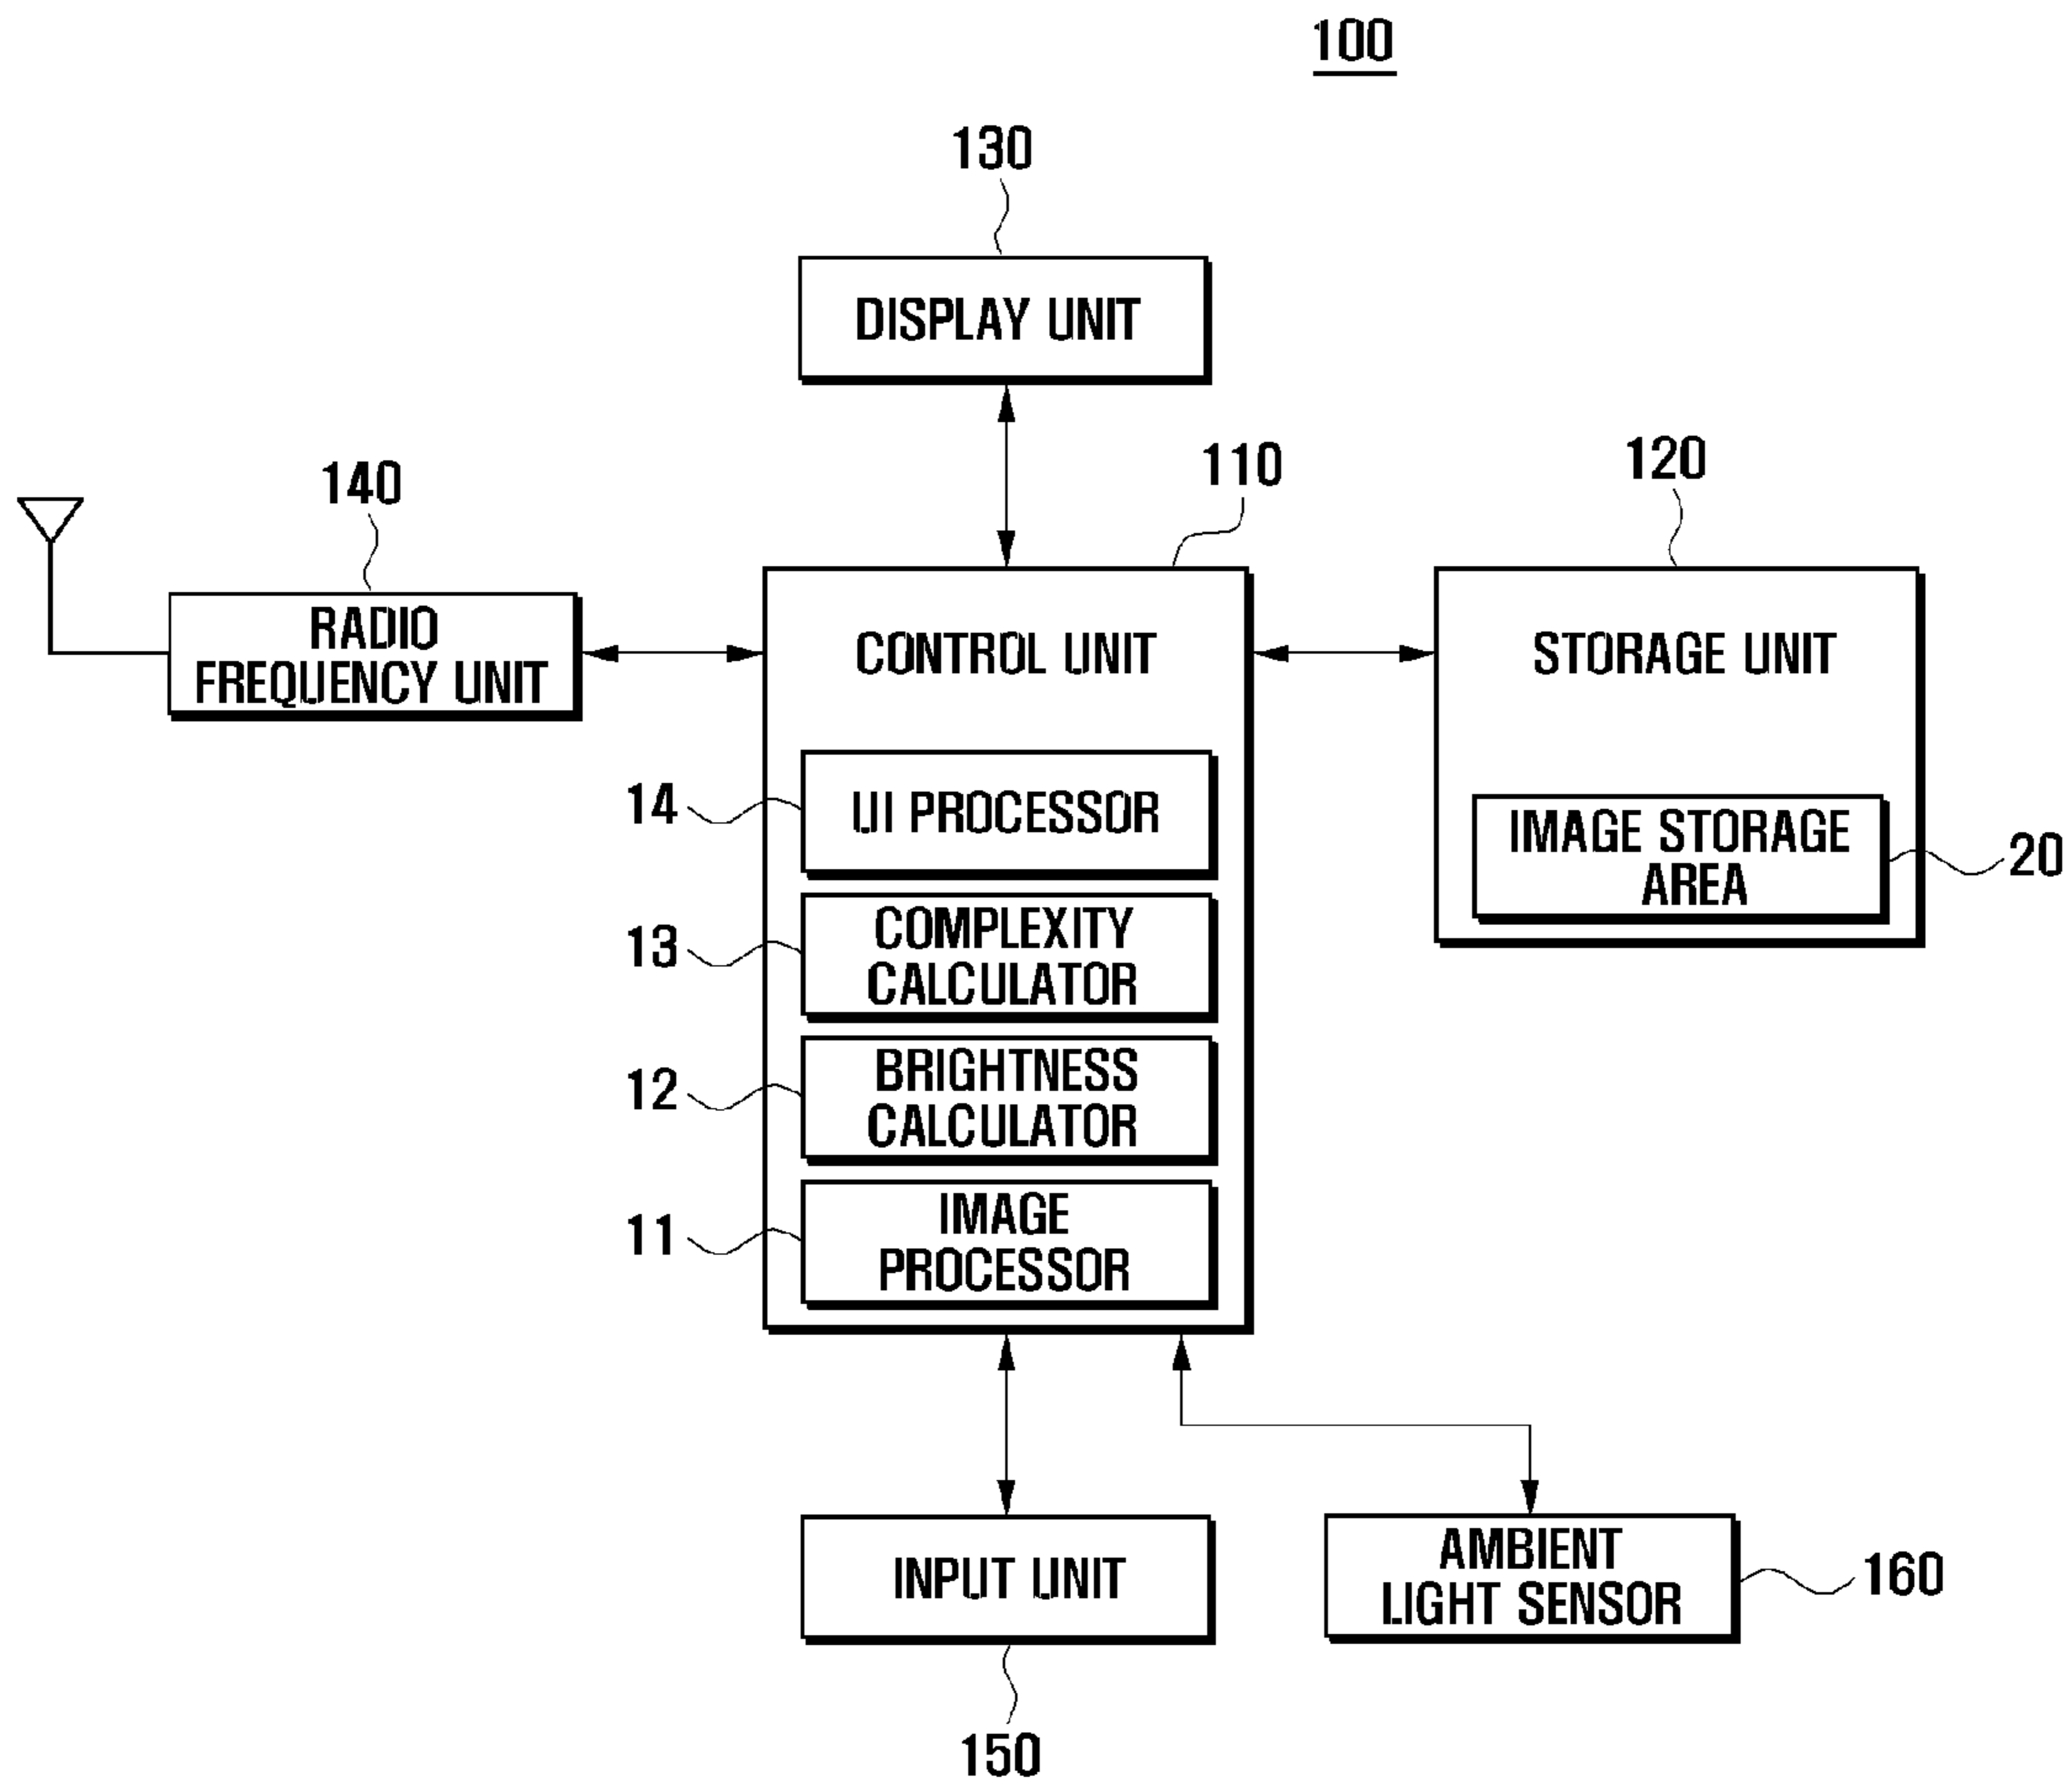 100
130
DISPLAY UNIT
110
120
140
RADIO
FREQUENCY UNIT
CONTROL UNIT
STORAGE UNIT
14
UI PROCESSOR
IMAGE STORAGE
AREA
20
13
COMPLEXITY
CALCULATOR
12
BRIGHTNESS
CALCULATOR
11
IMAGE
PROCESSOR
INPUT UNIT
AMBIENT
LIGHT SENSOR
160
150